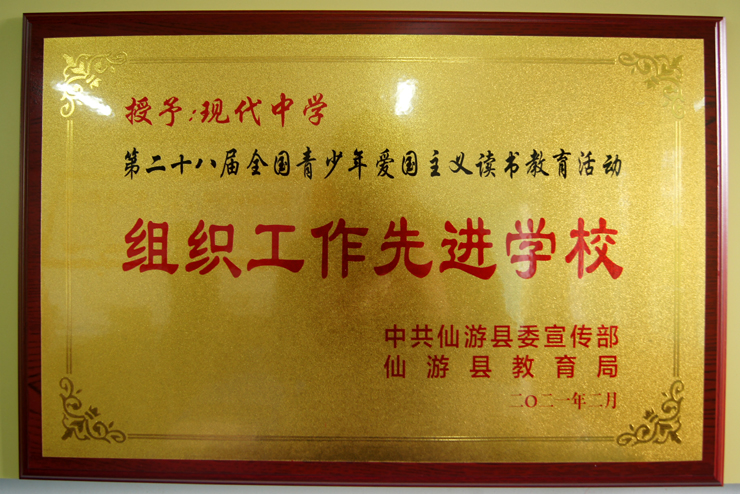 授予:现代中学
第二十八届全国青少年爱国主义读书教育活动
组织工作先进学校
中共仙游县委宣传部
仙游县教育局
二〇二一年二月